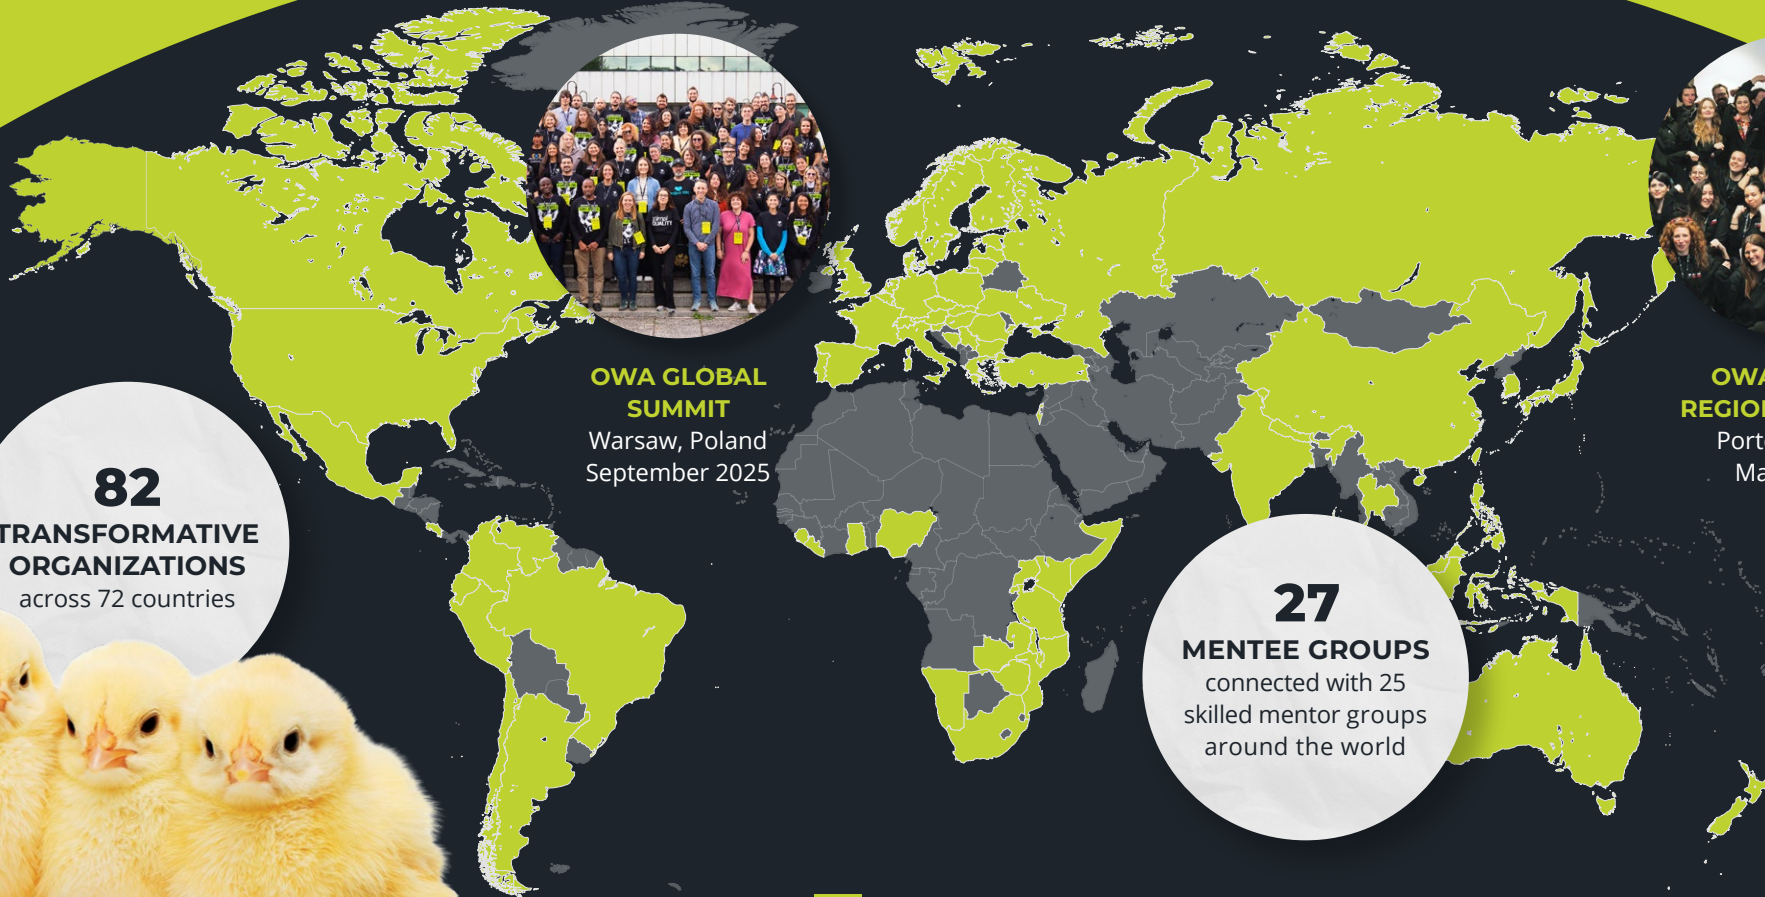 OWA GLOBAL
SUMMIT
Warsaw, Poland
September 2025
82
TRANSFORMATIVE
ORGANIZATIONS
across 72 countries
27
MENTEE GROUPS
connected with 25
skilled mentor groups
around the world
OWA